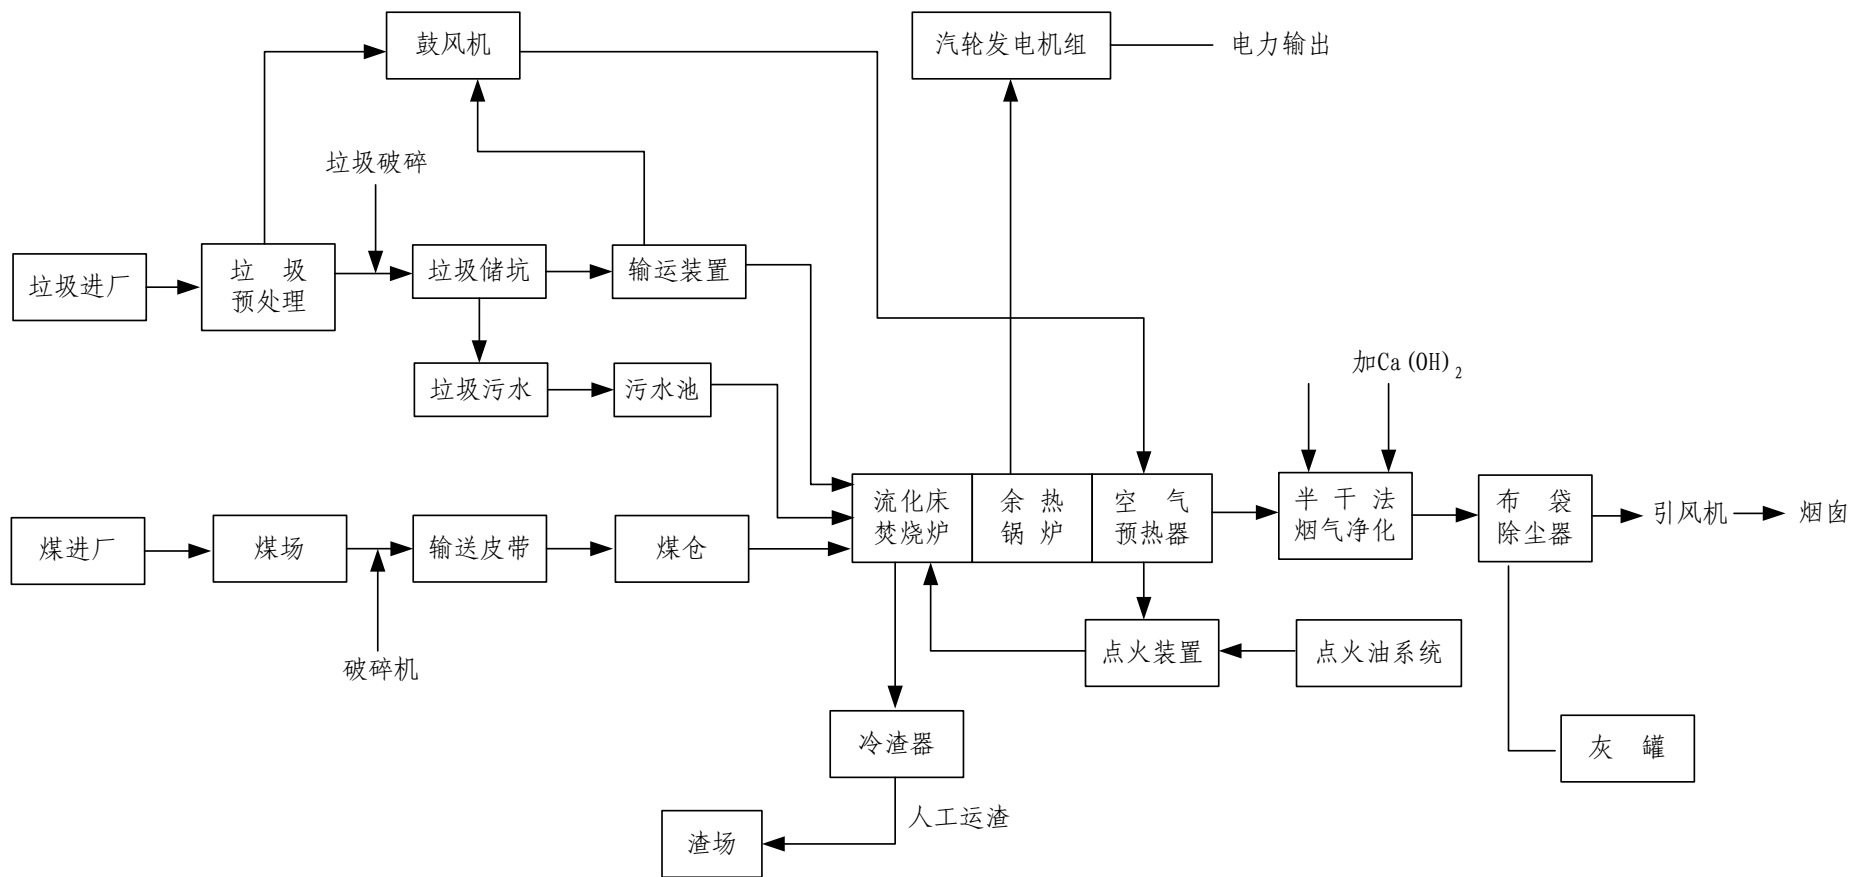 鼓风机
汽轮发电机组
电力输出
垃圾破碎
垃圾进厂
垃 圾
预处理
垃圾储坑
输运装置
垃圾污水
污水池
加Ca(OH)₂
煤进厂
煤场
输送皮带
煤仓
流化床
焚烧炉
余 热
锅 炉
空 气
预热器
半 干 法
烟气净化
布 袋
除尘器
引风机
烟囱
破碎机
点火装置
点火油系统
冷渣器
灰 罐
人工运渣
渣场